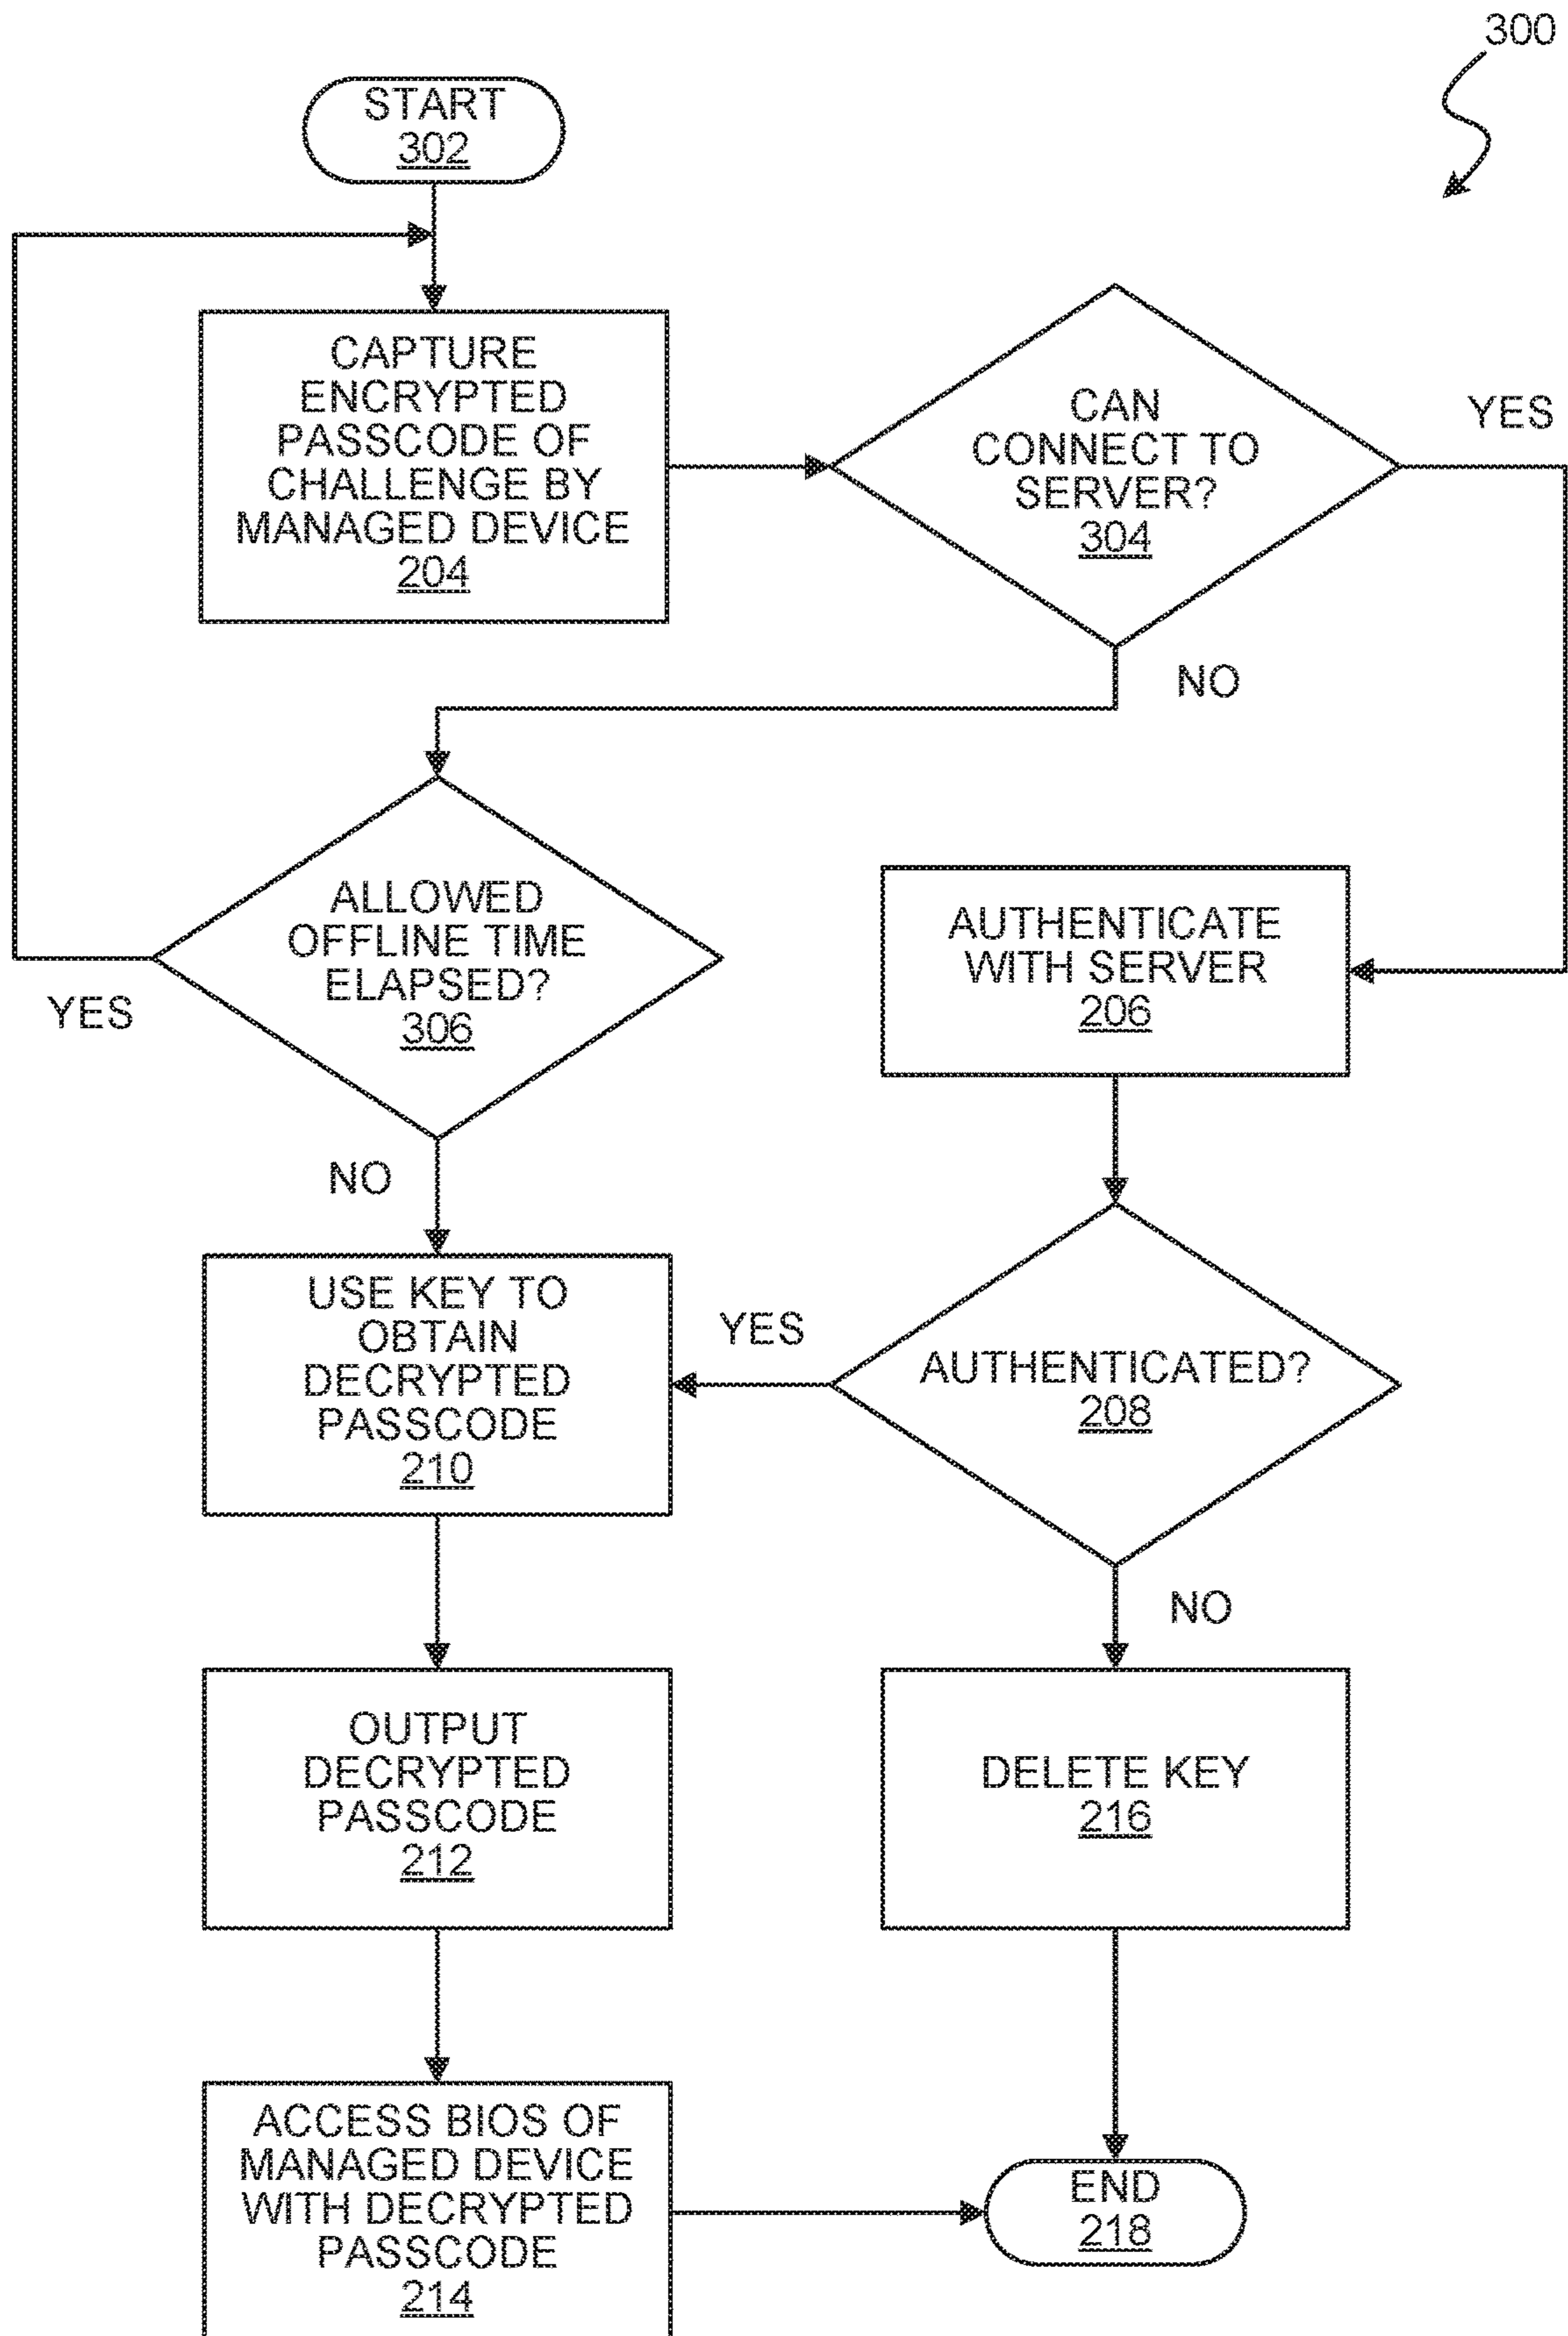 300
START
302
CAPTURE
ENCRYPTED
PASSCODE OF
CHALLENGE BY
MANAGED DEVICE
204
CAN
CONNECT TO
SERVER?
304
YES
NO
ALLOWED
OFFLINE TIME
ELAPSED?
306
YES
NO
AUTHENTICATE
WITH SERVER
206
USE KEY TO
OBTAIN
DECRYPTED
PASSCODE
210
YES
AUTHENTICATED?
208
NO
OUTPUT
DECRYPTED
PASSCODE
212
DELETE KEY
216
ACCESS BIOS OF
MANAGED DEVICE
WITH DECRYPTED
PASSCODE
214
END
218